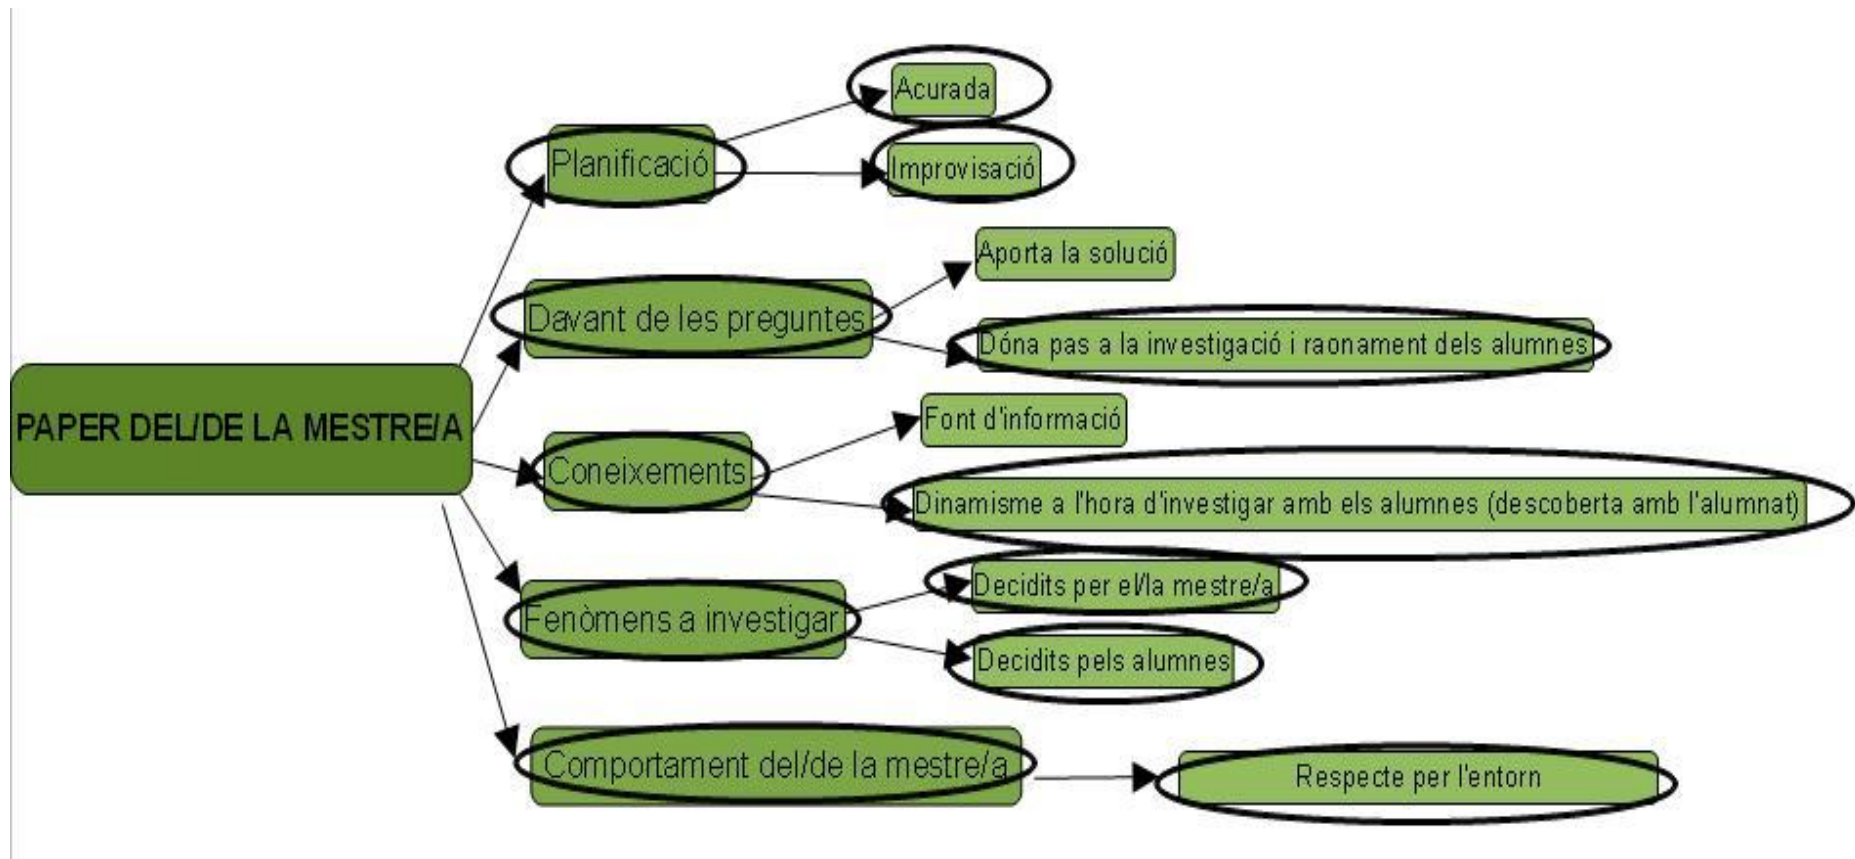 PAPER DEL/DE LA MESTRE/A
Planificació
Acurada
Improvisació
Davant de les preguntes
Aporta la solució
Dóna pas a la investigació i raonament dels alumnes
Coneixements
Font d'informació
Dinamisme a l'hora d'investigar amb els alumnes (descoberta amb l'alumnat)
Fenòmens a investigar
Decidits per el/la mestre/a
Decidits pels alumnes
Comportament del/de la mestre/a
Respecte per l'entorn